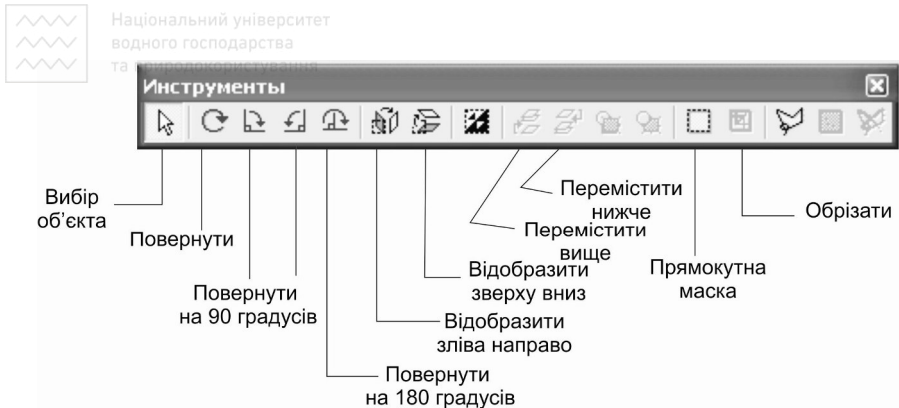 Національний університет
водного господарства
та природокористування
Инструменты
Вибір
об’єкта
Повернути
Повернути
на 90 градусів
Перемістити
нижче
Перемістити
вище
Відобразити
зверху вниз
Відобразити
зліва направо
Повернути
на 180 градусів
Прямокутна
маска
Обрізати